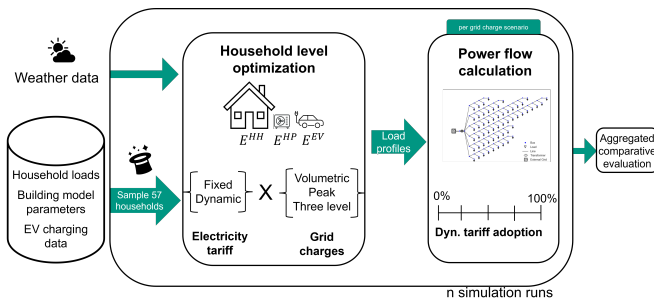 per grid charge scenario
Household level
optimization
Power flow
calculation
Weather data
E^HH E^HP E^EV
Load
profiles
Aggregated
comparative
evaluation
Household loads
Building model
parameters
EV charging
data
Sample 57
households
Fixed
Dynamic
X
Volumetric
Peak
Three level
Electricity
tariff
Grid
charges
0% 100%
Dyn. tariff adoption
n simulation runs